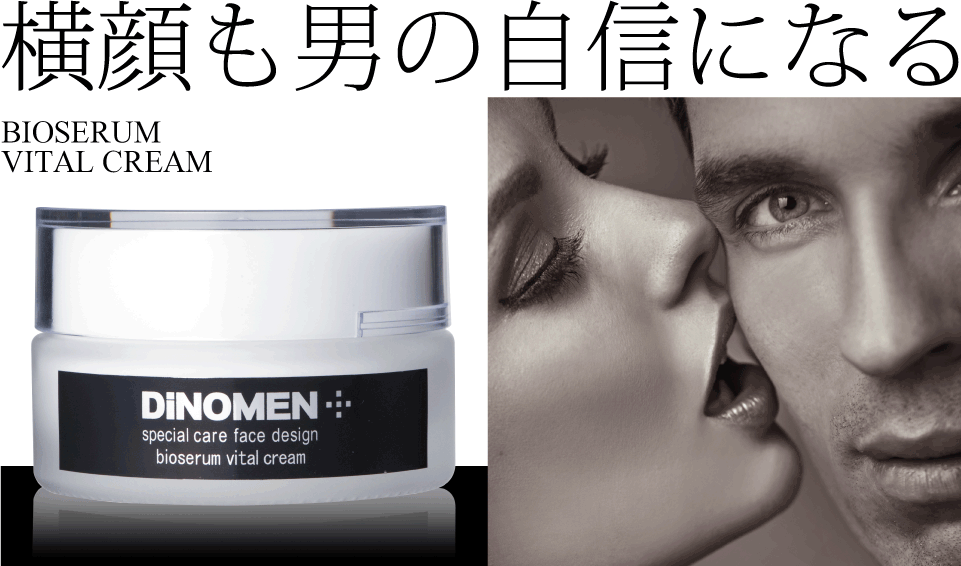 横顔も男の自信になる
BIOSERUM
VITAL CREAM
DiNOMEN
special care face design
bioserum vital cream